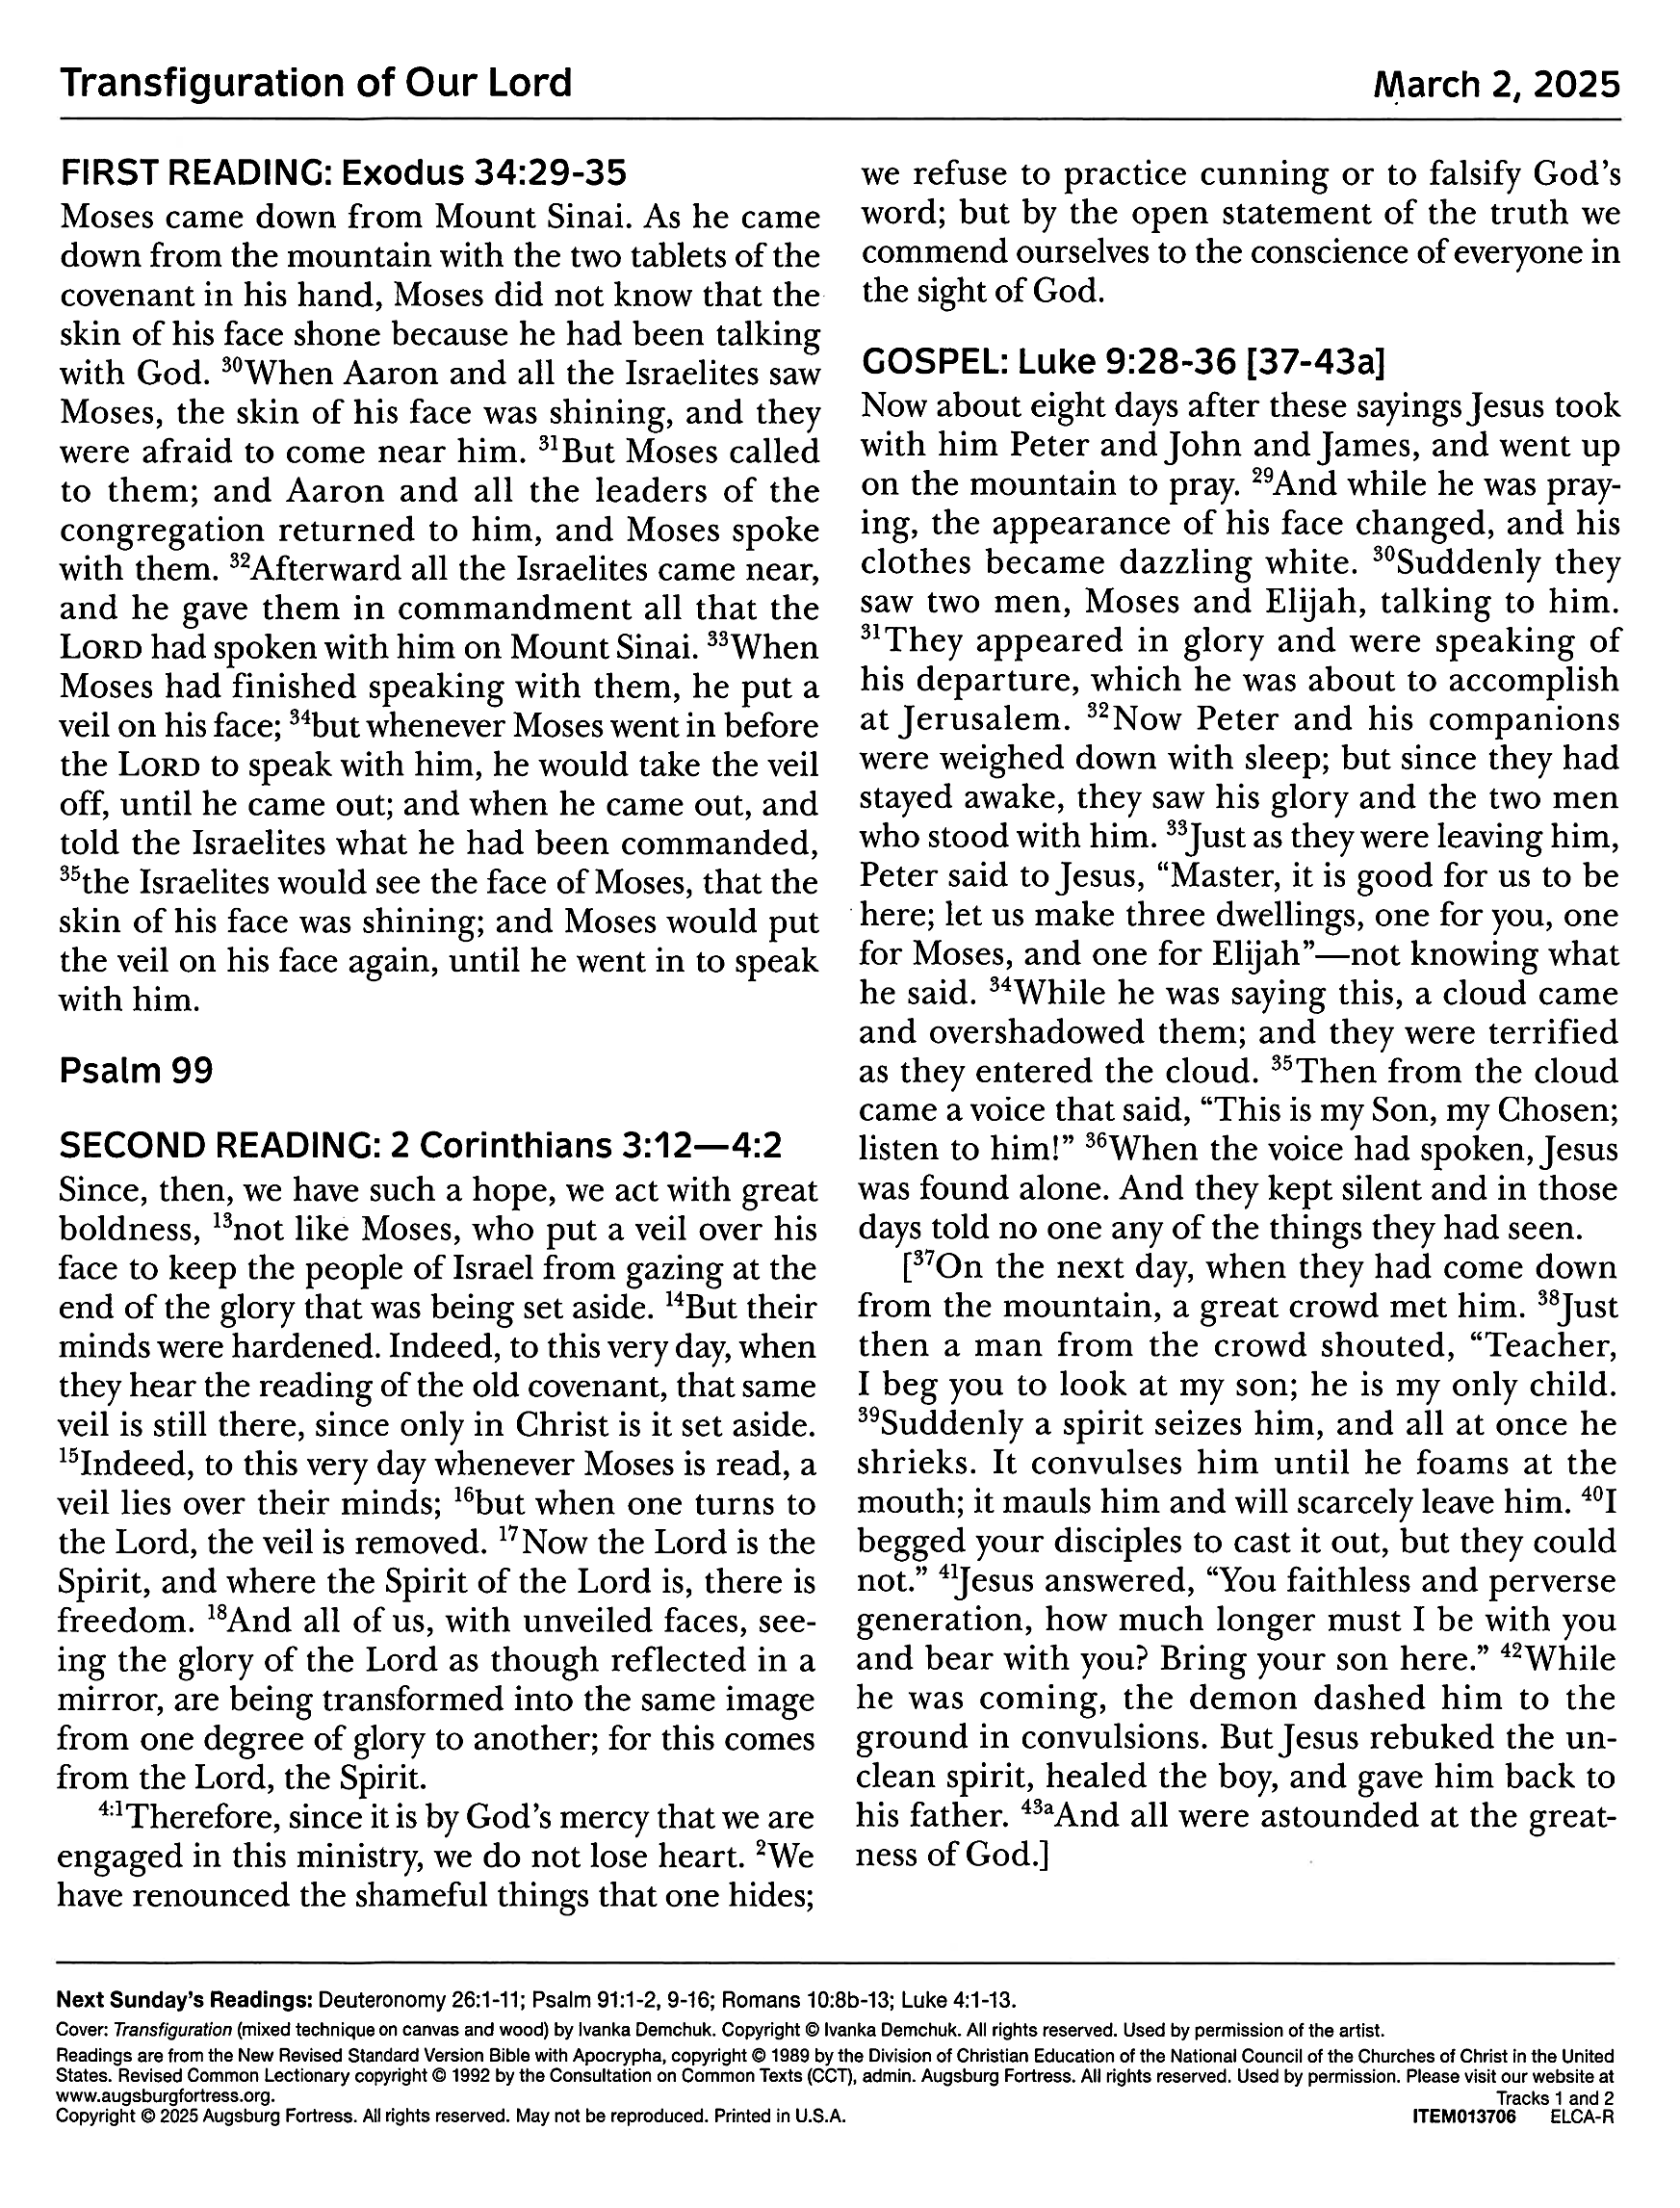 Transfiguration of Our Lord
March 2, 2025
FIRST READING: Exodus 34:29-35
Moses came down from Mount Sinai. As he came
down from the mountain with the two tablets of the
covenant in his hand, Moses did not know that the
skin of his face shone because he had been talking
with God. ³⁰When Aaron and all the Israelites saw
Moses, the skin of his face was shining, and they
were afraid to come near him. ³¹But Moses called
to them; and Aaron and all the leaders of the
congregation returned to him, and Moses spoke
with them. ³²Afterward all the Israelites came near,
and he gave them in commandment all that the
LORD had spoken with him on Mount Sinai. ³³When
Moses had finished speaking with them, he put a
veil on his face; ³⁴but whenever Moses went in before
the LORD to speak with him, he would take the veil
off, until he came out; and when he came out, and
told the Israelites what he had been commanded,
³⁵the Israelites would see the face of Moses, that the
skin of his face was shining; and Moses would put
the veil on his face again, until he went in to speak
with him.
Psalm 99
SECOND READING: 2 Corinthians 3:12—4:2
Since, then, we have such a hope, we act with great
boldness, ¹³not like Moses, who put a veil over his
face to keep the people of Israel from gazing at the
end of the glory that was being set aside. ¹⁴But their
minds were hardened. Indeed, to this very day, when
they hear the reading of the old covenant, that same
veil is still there, since only in Christ is it set aside.
¹⁵Indeed, to this very day whenever Moses is read, a
veil lies over their minds; ¹⁶but when one turns to
the Lord, the veil is removed. ¹⁷Now the Lord is the
Spirit, and where the Spirit of the Lord is, there is
freedom. ¹⁸And all of us, with unveiled faces, see-
ing the glory of the Lord as though reflected in a
mirror, are being transformed into the same image
from one degree of glory to another; for this comes
from the Lord, the Spirit.
⁴:¹Therefore, since it is by God’s mercy that we are
engaged in this ministry, we do not lose heart. ²We
have renounced the shameful things that one hides;
we refuse to practice cunning or to falsify God’s
word; but by the open statement of the truth we
commend ourselves to the conscience of everyone in
the sight of God.
GOSPEL: Luke 9:28-36 [37-43a]
Now about eight days after these sayings Jesus took
with him Peter and John and James, and went up
on the mountain to pray. ²⁹And while he was pray-
ing, the appearance of his face changed, and his
clothes became dazzling white. ³⁰Suddenly they
saw two men, Moses and Elijah, talking to him.
³¹They appeared in glory and were speaking of
his departure, which he was about to accomplish
at Jerusalem. ³²Now Peter and his companions
were weighed down with sleep; but since they had
stayed awake, they saw his glory and the two men
who stood with him. ³³Just as they were leaving him,
Peter said to Jesus, “Master, it is good for us to be
here; let us make three dwellings, one for you, one
for Moses, and one for Elijah”—not knowing what
he said. ³⁴While he was saying this, a cloud came
and overshadowed them; and they were terrified
as they entered the cloud. ³⁵Then from the cloud
came a voice that said, “This is my Son, my Chosen;
listen to him!” ³⁶When the voice had spoken, Jesus
was found alone. And they kept silent and in those
days told no one any of the things they had seen.
[³⁷On the next day, when they had come down
from the mountain, a great crowd met him. ³⁸Just
then a man from the crowd shouted, “Teacher,
I beg you to look at my son; he is my only child.
³⁹Suddenly a spirit seizes him, and all at once he
shrieks. It convulses him until he foams at the
mouth; it mauls him and will scarcely leave him. ⁴⁰I
begged your disciples to cast it out, but they could
not.” ⁴¹Jesus answered, “You faithless and perverse
generation, how much longer must I be with you
and bear with you? Bring your son here.” ⁴²While
he was coming, the demon dashed him to the
ground in convulsions. But Jesus rebuked the un-
clean spirit, healed the boy, and gave him back to
his father. ⁴³ᵃAnd all were astounded at the great-
ness of God.]
Next Sunday’s Readings: Deuteronomy 26:1-11; Psalm 91:1-2, 9-16; Romans 10:8b-13; Luke 4:1-13.
Cover: Transfiguration (mixed technique on canvas and wood) by Ivanka Demchuk. Copyright © Ivanka Demchuk. All rights reserved. Used by permission of the artist.
Readings are from the New Revised Standard Version Bible with Apocrypha, copyright © 1989 by the Division of Christian Education of the National Council of the Churches of Christ in the United
States. Revised Common Lectionary copyright © 1992 by the Consultation on Common Texts (CCT), admin. Augsburg Fortress. All rights reserved. Used by permission. Please visit our website at
www.augsburgfortress.org.
Tracks 1 and 2
Copyright © 2025 Augsburg Fortress. All rights reserved. May not be reproduced. Printed in U.S.A.
ITEM013706 ELCA-R